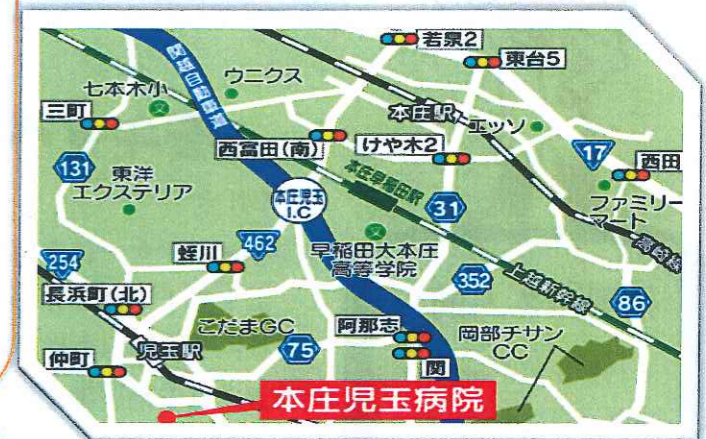 若泉2
東台5
関越自動車道
ウニクス
七本木小
文
三町
本庄駅
エッソ
17
西富田(南)
けや木2
西田
131
本庄早稲田駅
東洋
エクステリア
本庄児玉
I.C
31
ファミリー
マート
高崎線
文
早稲田大本庄
高等学院
462
254
蛭川
352
上越新幹線
86
長浜町(北)
こだまGC
阿那志
岡部チサン
CC
児玉駅
75
仲町
関
本庄児玉病院